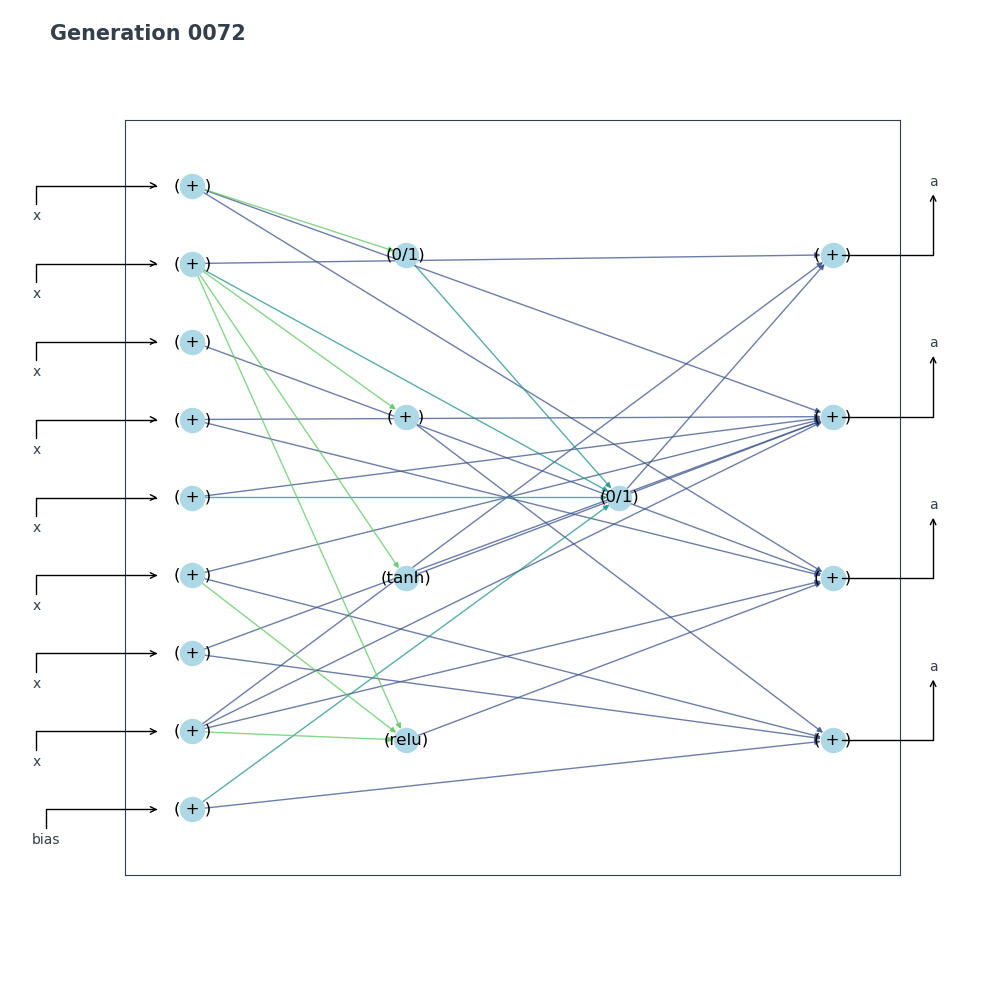 Generation 0072
a
( + )
x
(0/1)
( + )
( + )
x
( + )
a
x
( + )
( + )
( + )
x
( + )
(0/1)
a
x
( + )
(tanh)
( + )
x
( + )
a
x
( + )
(relu)
( + )
x
( + )
bias